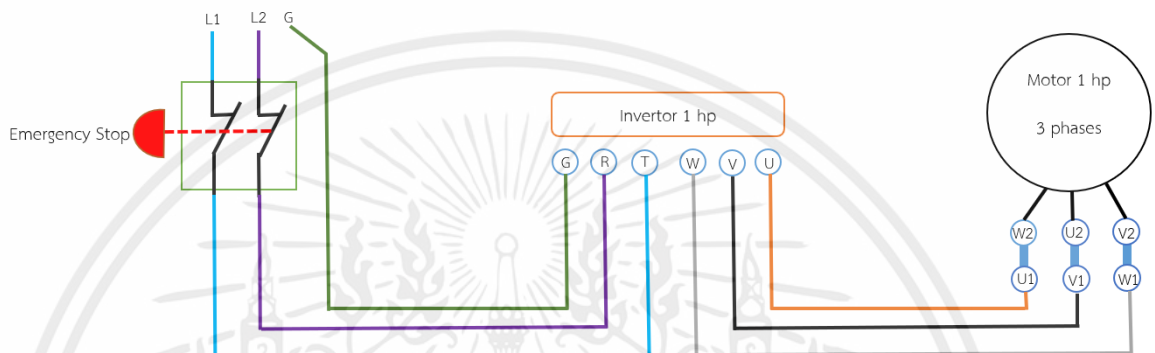 L1 L2 G
Emergency Stop
Invertor 1 hp
G R T W V U
Motor 1 hp
3 phases
W2 U2 V2
U1 V1 W1